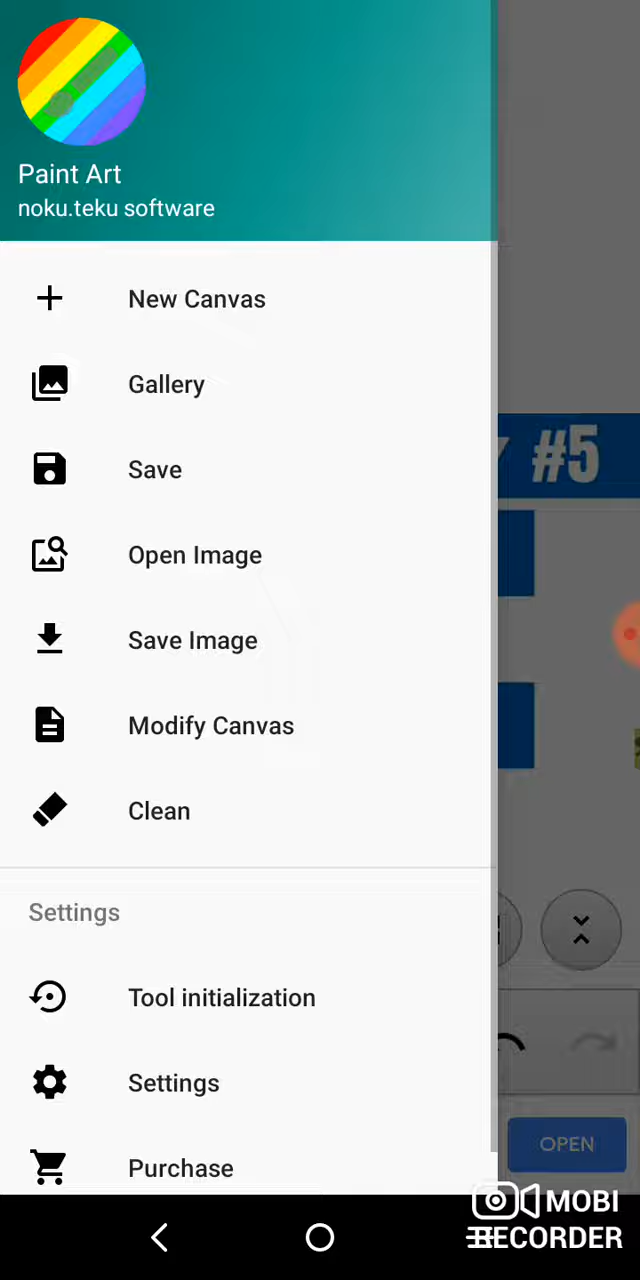 Paint Art
noku.teku software
New Canvas
Gallery
Save
Open Image
Save Image
Modify Canvas
Clean
Settings
Tool initialization
Settings
Purchase
#5
OPEN
MOBI
RECORDER